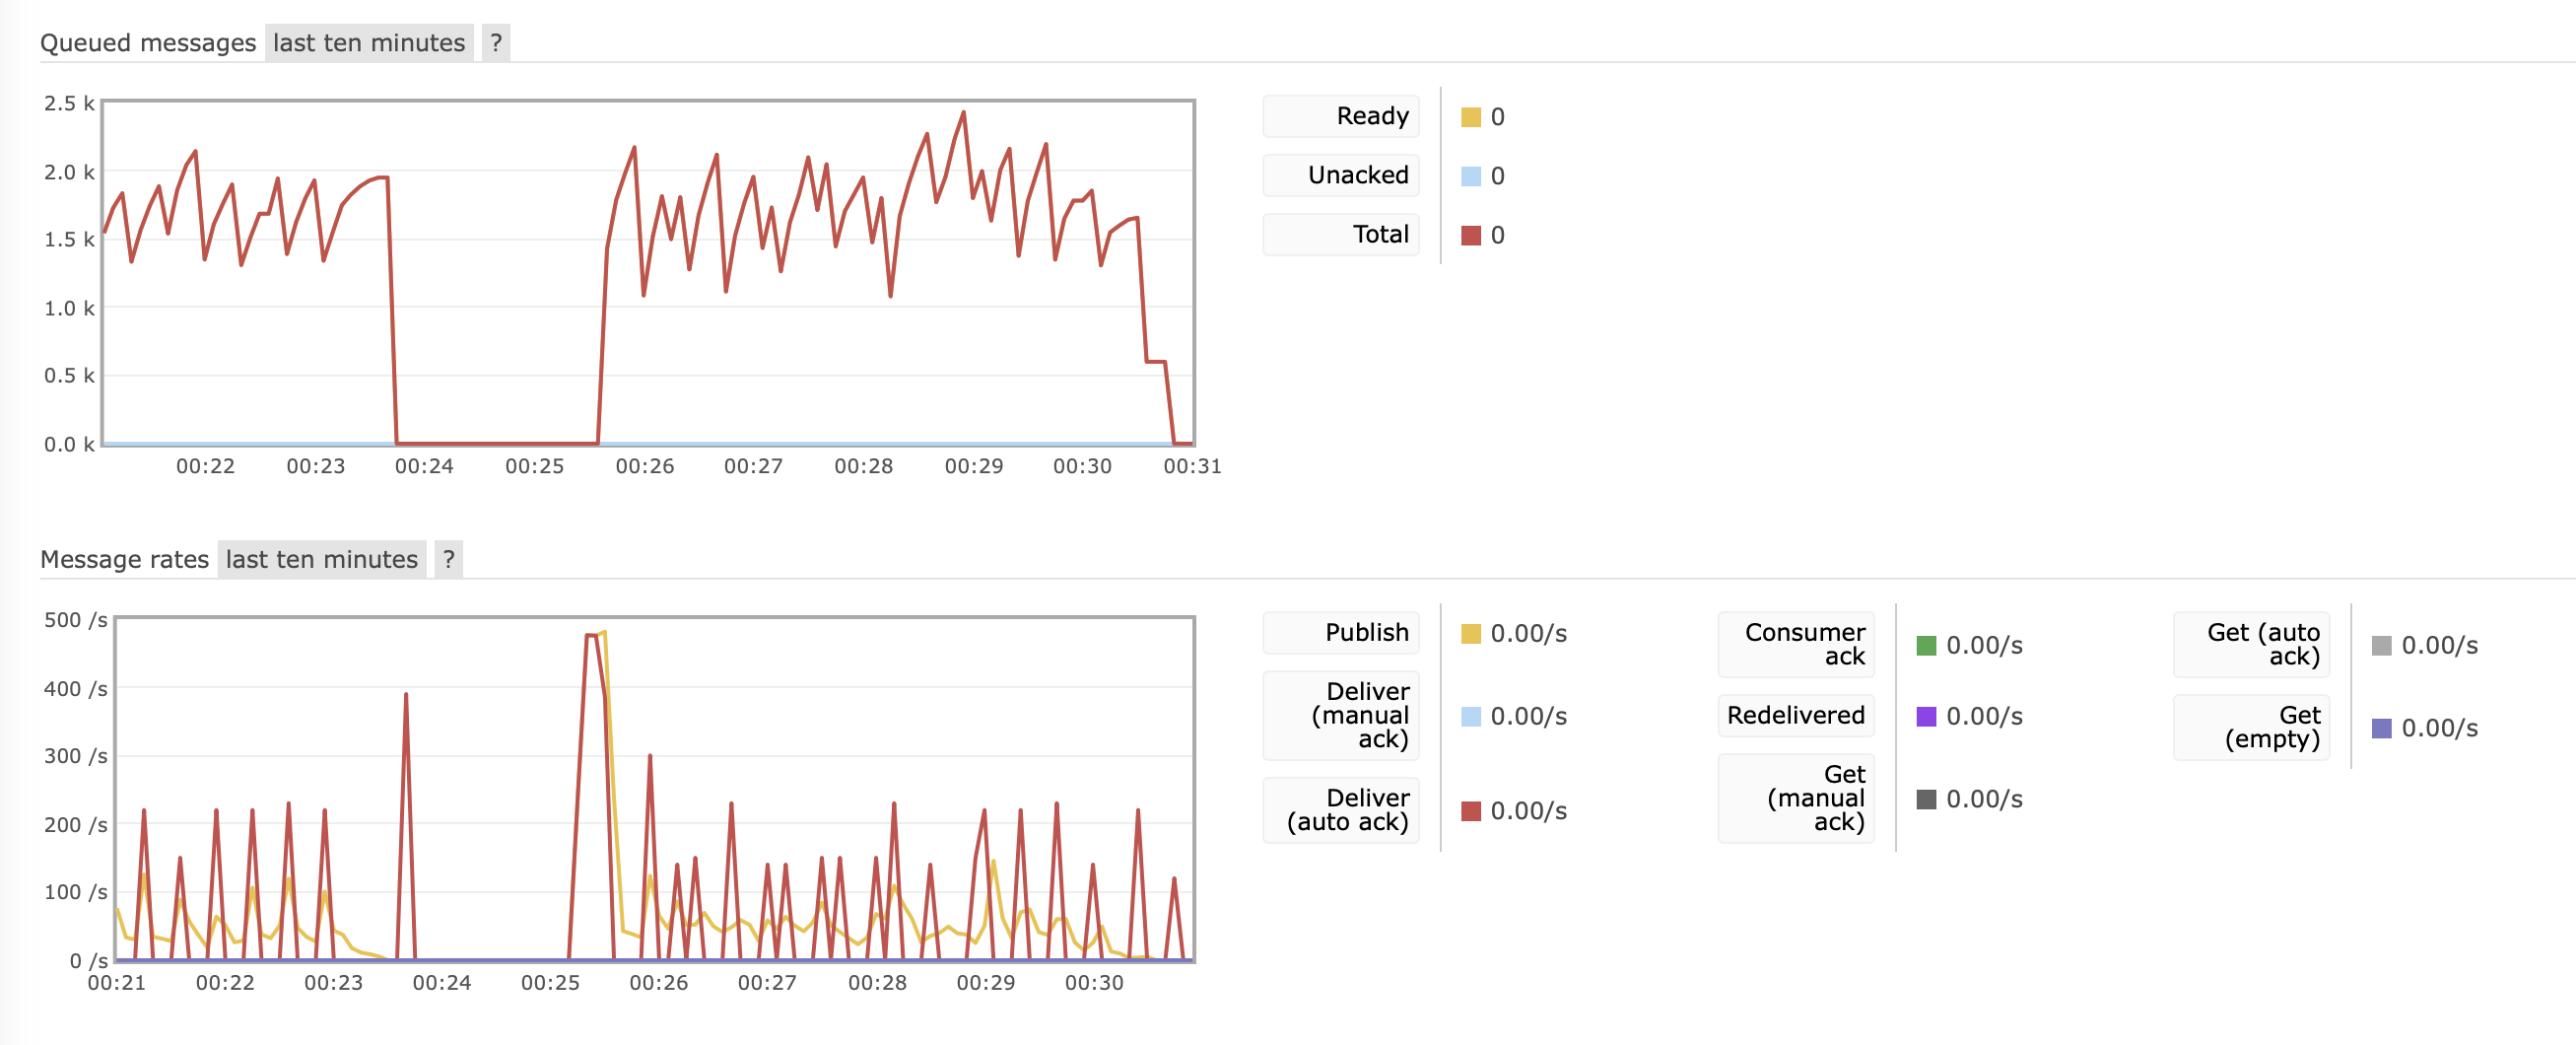 Queued messages last ten minutes ?
2.5 k
2.0 k
1.5 k
1.0 k
0.5 k
0.0 k
00:22 00:23 00:24 00:25 00:26 00:27 00:28 00:29 00:30 00:31
Ready 0
Unacked 0
Total 0
Message rates last ten minutes ?
500 /s
400 /s
300 /s
200 /s
100 /s
0 /s
00:21 00:22 00:23 00:24 00:25 00:26 00:27 00:28 00:29 00:30
Publish 0.00/s
Deliver
(manual
ack) 0.00/s
Deliver
(auto ack) 0.00/s
Consumer
ack 0.00/s
Redelivered 0.00/s
Get
(manual
ack) 0.00/s
Get (auto
ack) 0.00/s
Get
(empty) 0.00/s